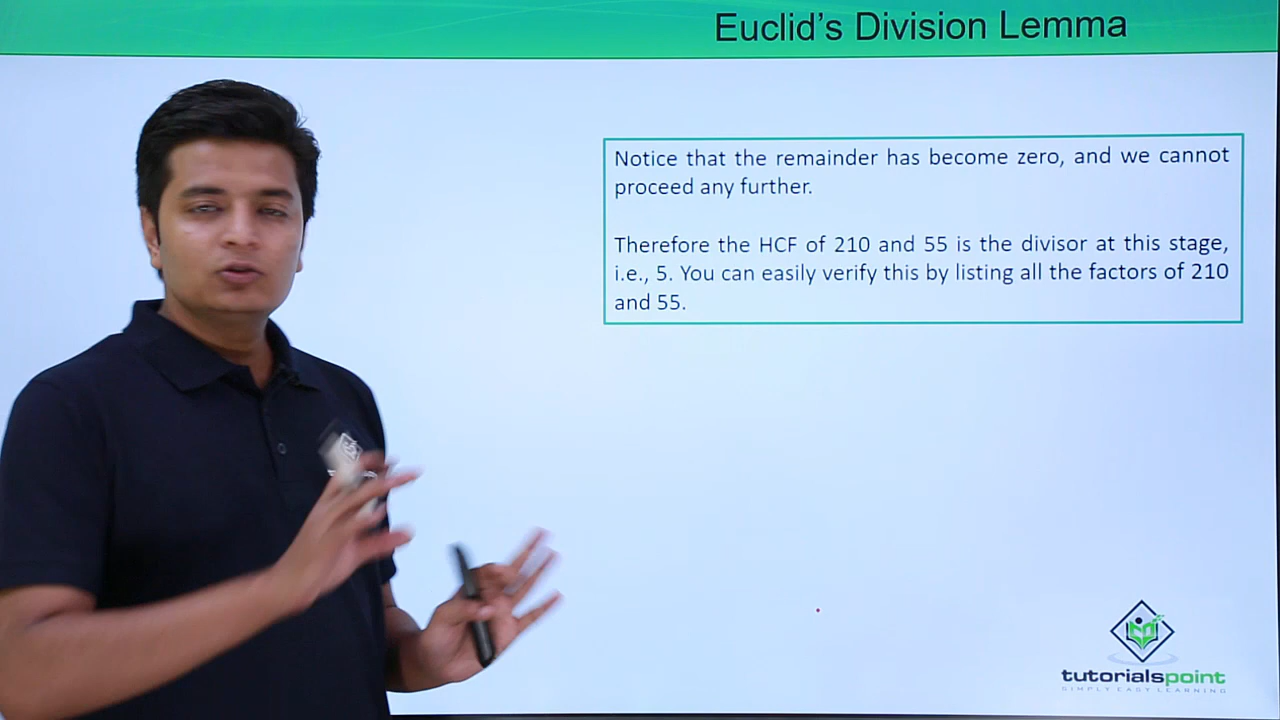 Euclid's Division Lemma
Notice that the remainder has become zero, and we cannot
proceed any further.
Therefore the HCF of 210 and 55 is the divisor at this stage,
i.e., 5. You can easily verify this by listing all the factors of 210
and 55.
tutorialspoint
SIMPLY EASY LEARNING